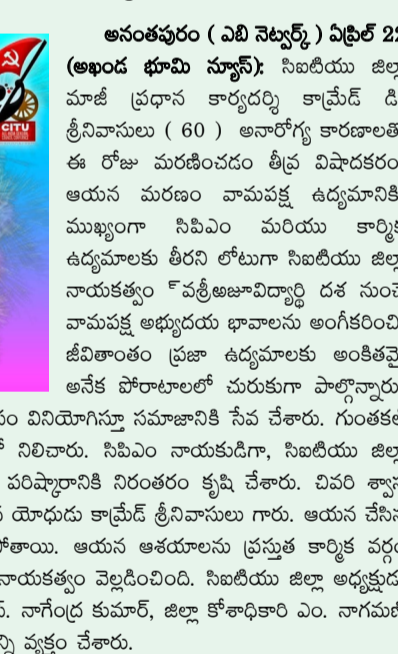 అనంతపురం ( ఎబి నెట్వర్క్ ) ఏప్రిల్ 22
(అఖండ భూమి న్యూస్): సిఐటియు జిల్ల
మాజీ ప్రధాన కార్యదర్శి కామ్రేడ్ డి
శ్రీనివాసులు ( 60 ) అనారోగ్య కారణాలతో
ఈ రోజు మరణించడం తీవ్ర విషాదకరం
CITU
ఆయన మరణం వామపక్ష ఉద్యమానికి
ముఖ్యంగా సిపిఎం మరియు కార్మిక
ఉద్యమాలకు తీరని లోటుగా సిఐటియు జిల్ల
నాయకత్వం విద్యార్థి దశ నుంచే
వామపక్ష అభ్యుదయ భావాలను అంగీకరించి
జీవితాంతం ప్రజా ఉద్యమాలకు అంకితమై
అనేక పోరాటాలలో చురుకుగా పాల్గొన్నారు
వినియోగిస్తూ సమాజానికి సేవ చేశారు. గుంతకల
నిలిచారు. సిపిఎం నాయకుడిగా, సిఐటియు జిల్ల
పరిష్కారానికి నిరంతరం కృషి చేశారు. చివరి శ్వాస
యోధుడు కామ్రేడ్ శ్రీనివాసులు గారు. ఆయన చేసిన
పోతాయి. ఆయన ఆశయాలను ప్రస్తుత కార్మిక వర్గం
నాయకత్వం వెల్లడించింది. సిఐటియు జిల్లా అధ్యక్షుడ
నాగేంద్ర కుమార్, జిల్లా కోశాధికారి ఎం. నాగమణి
వ్యక్తం చేశారు.